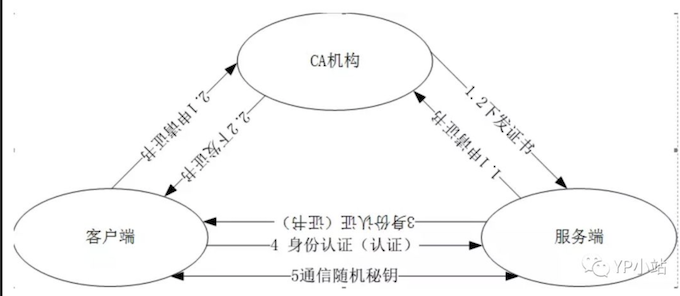 CA机构
2.1申请证书
2.2下发证书
1.1申请证书
1.2下发证书
3身份认证（证书）
客户端
4 身份认证（认证）
服务端
5通信随机秘钥
YP小站